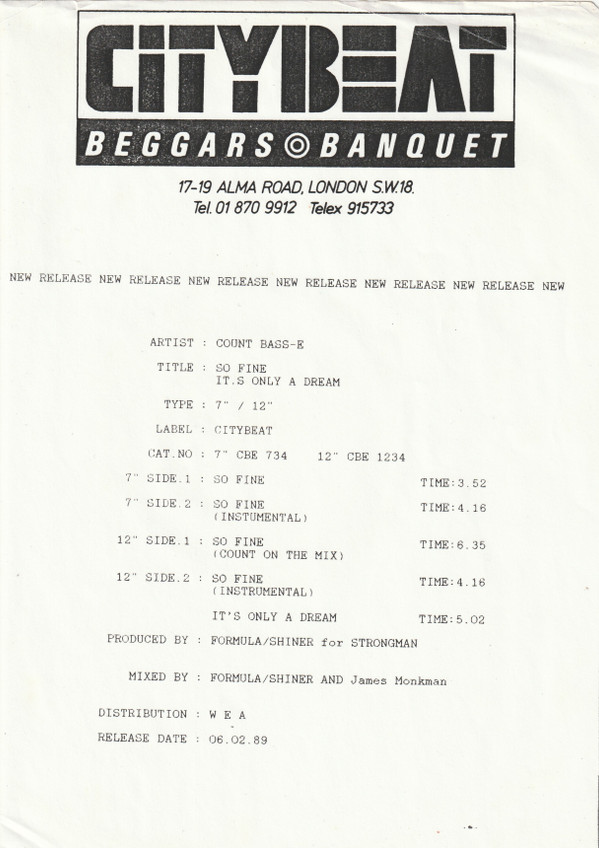 CITYBEAT
BEGGARS BANQUET
17-19 ALMA ROAD, LONDON S.W.18.
Tel. 01 870 9912 Telex 915733
NEW RELEASE NEW RELEASE NEW RELEASE NEW RELEASE NEW RELEASE NEW RELEASE NEW
ARTIST : COUNT BASS-E
TITLE : SO FINE
IT.S ONLY A DREAM
TYPE : 7" / 12"
LABEL : CITYBEAT
CAT.NO : 7" CBE 734 12" CBE 1234
7" SIDE.1 : SO FINE TIME:3.52
7" SIDE.2 : SO FINE TIME:4.16
(INSTUMENTAL)
12" SIDE.1 : SO FINE TIME:6.35
(COUNT ON THE MIX)
12" SIDE.2 : SO FINE TIME:4.16
(INSTRUMENTAL)
IT'S ONLY A DREAM TIME:5.02
PRODUCED BY : FORMULA/SHINER for STRONGMAN
MIXED BY : FORMULA/SHINER AND James Monkman
DISTRIBUTION : W E A
RELEASE DATE : 06.02.89